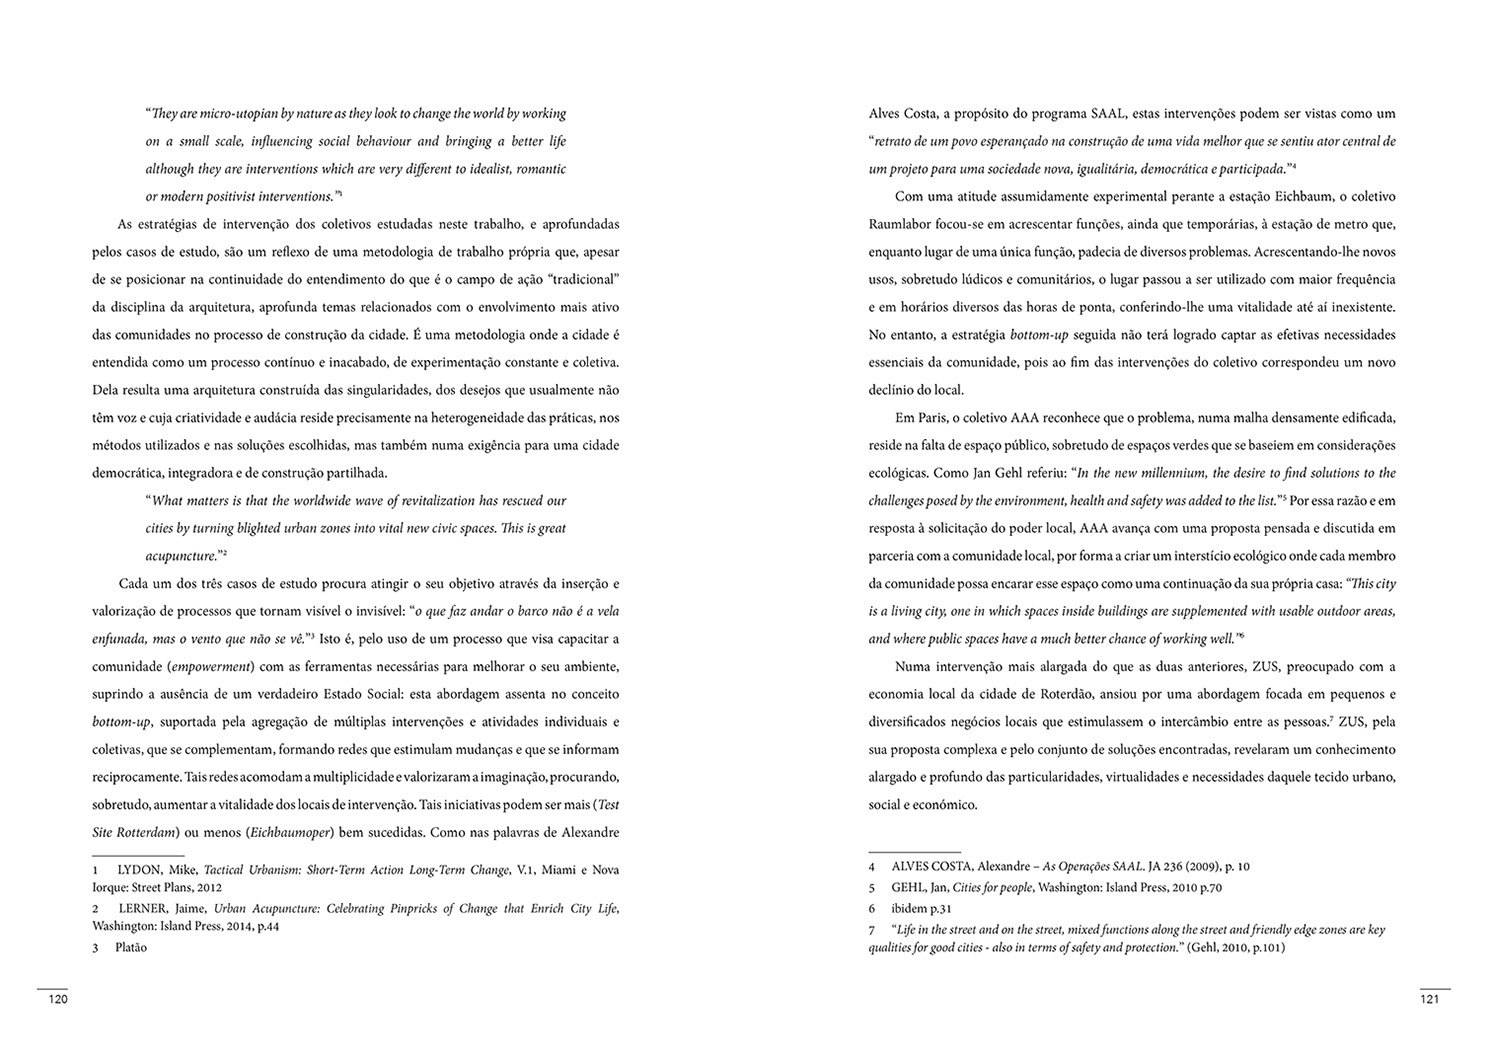 “They are micro-utopian by nature as they look to change the world by working
on a small scale, influencing social behaviour and bringing a better life
although they are interventions which are very different to idealist, romantic
or modern positivist interventions.”1
As estratégias de intervenção dos coletivos estudadas neste trabalho, e aprofundadas
pelos casos de estudo, são um reflexo de uma metodologia de trabalho própria que, apesar
de se posicionar na continuidade do entendimento do que é o campo de ação “tradicional”
da disciplina da arquitetura, aprofunda temas relacionados com o envolvimento mais ativo
das comunidades no processo de construção da cidade. É uma metodologia onde a cidade é
entendida como um processo contínuo e inacabado, de experimentação constante e coletiva.
Dela resulta uma arquitetura construída das singularidades, dos desejos que usualmente não
têm voz e cuja criatividade e audácia reside precisamente na heterogeneidade das práticas, nos
métodos utilizados e nas soluções escolhidas, mas também numa exigência para uma cidade
democrática, integradora e de construção partilhada.
“What matters is that the worldwide wave of revitalization has rescued our
cities by turning blighted urban zones into vital new civic spaces. This is great
acupuncture.”2
Cada um dos três casos de estudo procura atingir o seu objetivo através da inserção e
valorização de processos que tornam visível o invisível: “o que faz andar o barco não é a vela
enfunada, mas o vento que não se vê.”3 Isto é, pelo uso de um processo que visa capacitar a
comunidade (empowerment) com as ferramentas necessárias para melhorar o seu ambiente,
suprindo a ausência de um verdadeiro Estado Social: esta abordagem assenta no conceito
bottom-up, suportada pela agregação de múltiplas intervenções e atividades individuais e
coletivas, que se complementam, formando redes que estimulam mudanças e que se informam
reciprocamente. Tais redes acomodam a multiplicidade e valorizaram a imaginação, procurando,
sobretudo, aumentar a vitalidade dos locais de intervenção. Tais iniciativas podem ser mais (Test
Site Rotterdam) ou menos (Eichbaumoper) bem sucedidas. Como nas palavras de Alexandre
1 LYDON, Mike, Tactical Urbanism: Short-Term Action Long-Term Change, V.1, Miami e Nova
Iorque: Street Plans, 2012
2 LERNER, Jaime, Urban Acupuncture: Celebrating Pinpricks of Change that Enrich City Life,
Washington: Island Press, 2014, p.44
3 Platão
120
Alves Costa, a propósito do programa SAAL, estas intervenções podem ser vistas como um
“retrato de um povo esperançado na construção de uma vida melhor que se sentiu ator central de
um projeto para uma sociedade nova, igualitária, democrática e participada.”4
Com uma atitude assumidamente experimental perante a estação Eichbaum, o coletivo
Raumlabor focou-se em acrescentar funções, ainda que temporárias, à estação de metro que,
enquanto lugar de uma única função, padecia de diversos problemas. Acrescentando-lhe novos
usos, sobretudo lúdicos e comunitários, o lugar passou a ser utilizado com maior frequência
e em horários diversos das horas de ponta, conferindo-lhe uma vitalidade até aí inexistente.
No entanto, a estratégia bottom-up seguida não terá logrado captar as efetivas necessidades
essenciais da comunidade, pois ao fim das intervenções do coletivo correspondeu um novo
declínio do local.
Em Paris, o coletivo AAA reconhece que o problema, numa malha densamente edificada,
reside na falta de espaço público, sobretudo de espaços verdes que se baseiem em considerações
ecológicas. Como Jan Gehl referiu: “In the new millennium, the desire to find solutions to the
challenges posed by the environment, health and safety was added to the list.”5 Por essa razão e em
resposta à solicitação do poder local, AAA avança com uma proposta pensada e discutida em
parceria com a comunidade local, por forma a criar um interstício ecológico onde cada membro
da comunidade possa encarar esse espaço como uma continuação da sua própria casa: “This city
is a living city, one in which spaces inside buildings are supplemented with usable outdoor areas,
and where public spaces have a much better chance of working well.”6
Numa intervenção mais alargada do que as duas anteriores, ZUS, preocupado com a
economia local da cidade de Roterdão, ansiou por uma abordagem focada em pequenos e
diversificados negócios locais que estimulassem o intercâmbio entre as pessoas.7 ZUS, pela
sua proposta complexa e pelo conjunto de soluções encontradas, revelaram um conhecimento
alargado e profundo das particularidades, virtualidades e necessidades daquele tecido urbano,
social e económico.
4 ALVES COSTA, Alexandre – As Operações SAAL. JA 236 (2009), p. 10
5 GEHL, Jan, Cities for people, Washington: Island Press, 2010 p.70
6 ibidem p.31
7 “Life in the street and on the street, mixed functions along the street and friendly edge zones are key
qualities for good cities - also in terms of safety and protection.” (Gehl, 2010, p.101)
121